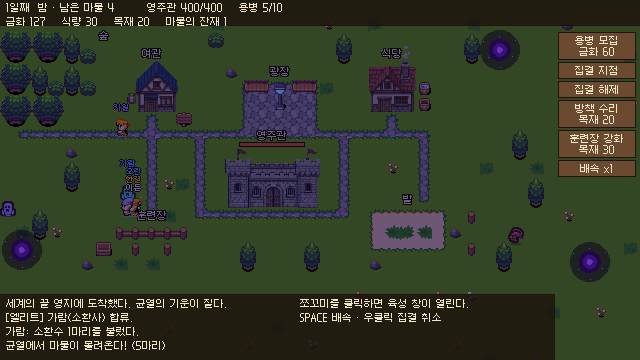 1일째 밤 · 남은 마물 4 영주관 400/400 용병 5/10
금화 127 식량 30 목재 20 마물의 잔재 1
숲
여관
광장
식당
하임
영주관
가람
우리
이든
훈련장
밭
용병 모집
금화 60
집결 지점
집결 해제
방책 수리
목재 20
훈련장 강화
목재 30
배속 x1
세계의 끝 영지에 도착했다. 균열의 기운이 짙다.
[엘리트] 가람(소환사) 합류.
가람: 소환수 1마리를 불렀다.
균열에서 마물이 몰려온다! (5마리)
쪼꼬미를 클릭하면 육성 창이 열린다.
SPACE 배속 · 우클릭 집결 취소